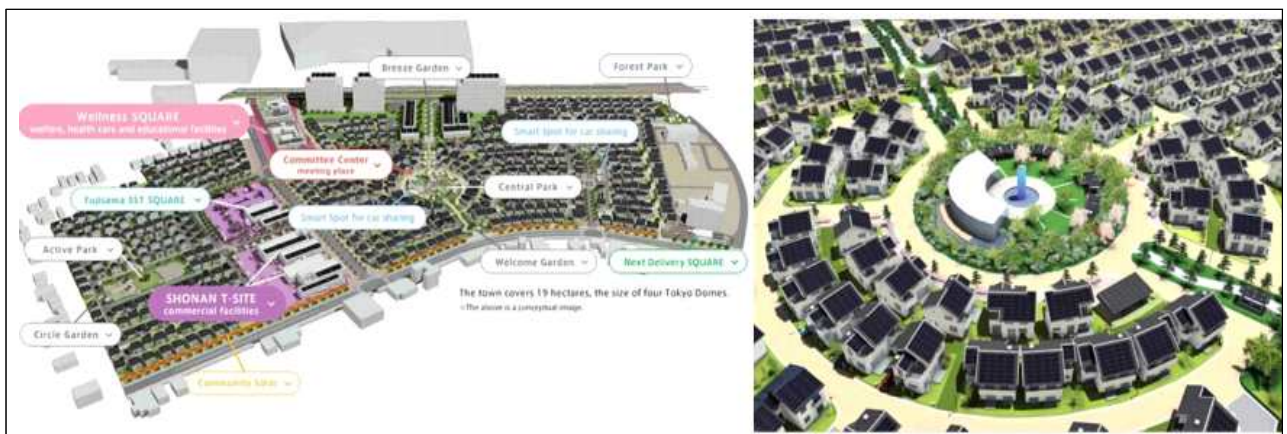 Breeze Garden
Forest Park
Wellness SQUARE
welfare, health care and educational facilities
Smart Spot for car sharing
Committee Center
meeting place
Central Park
Fujisawa SST SQUARE
Smart Spot for car sharing
Active Park
Welcome Garden
Next Delivery SQUARE
SHONAN T-SITE
commercial facilities
The town covers 19 hectares, the size of four Tokyo Domes.
※The above is a conceptual image.
Circle Garden
Community Solar